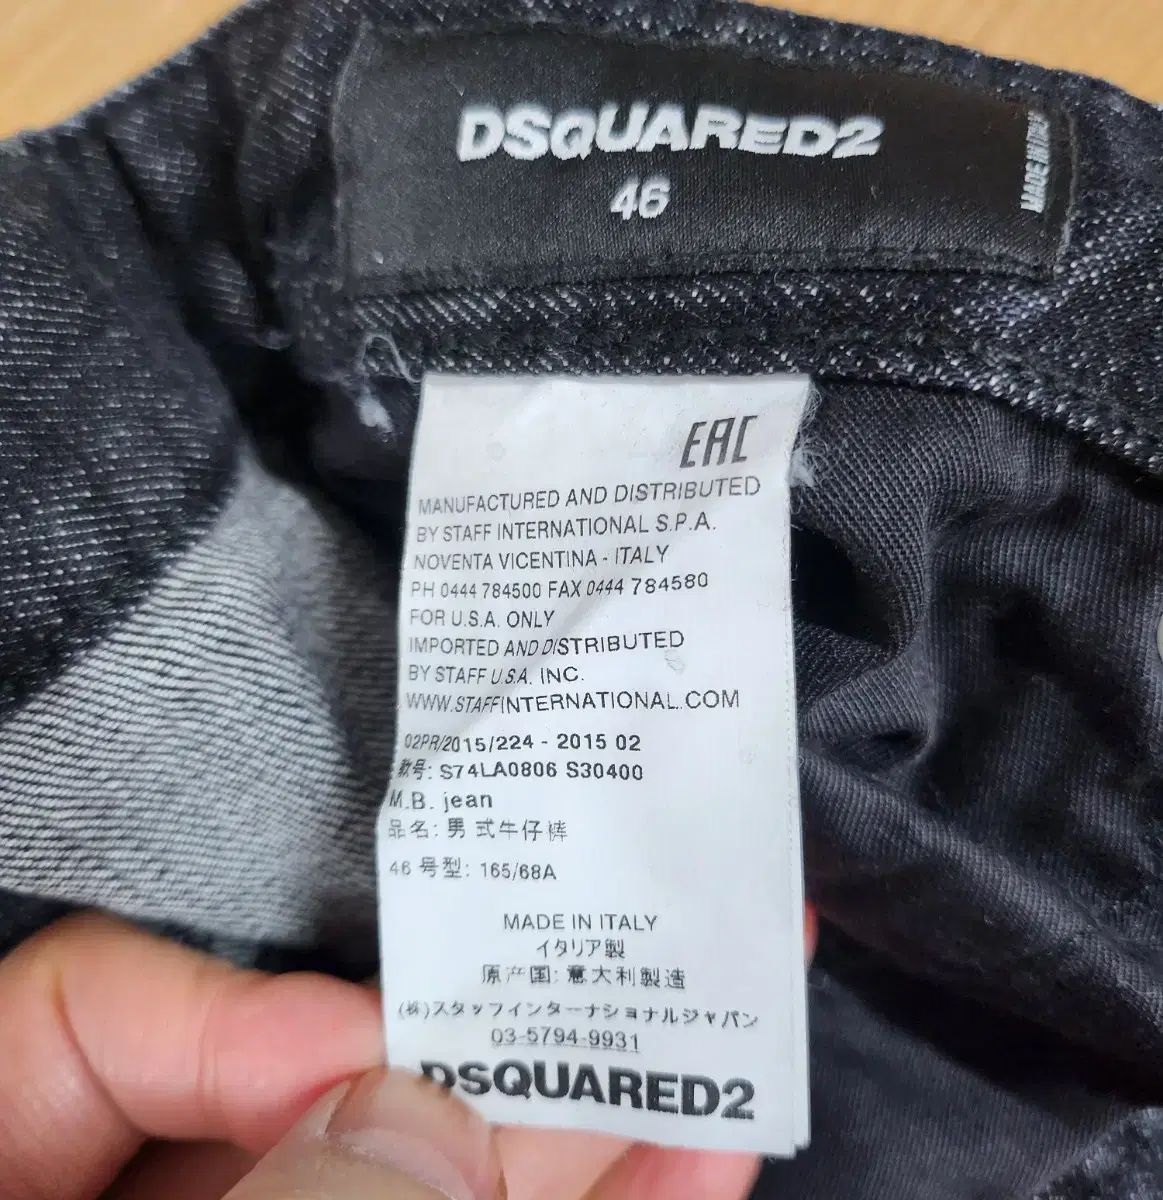 DSQUARED2
46
EAC
MANUFACTURED AND DISTRIBUTED
BY STAFF INTERNATIONAL S.P.A.
NOVENTA VICENTINA - ITALY
PH 0444 784500 FAX 0444 784580
FOR U.S.A. ONLY
IMPORTED AND DISTRIBUTED
BY STAFF U.S.A. INC.
WWW.STAFFINTERNATIONAL.COM
02PR/2015/224 - 2015 02
款号: S74LA0806 S30400
M.B. jean
品名: 男式牛仔裤
46 号型: 165/68A
MADE IN ITALY
イタリア製
原产国: 意大利製造
(株)スタッフインターナショナルジャパン
03-5794-9931
DSQUARED2